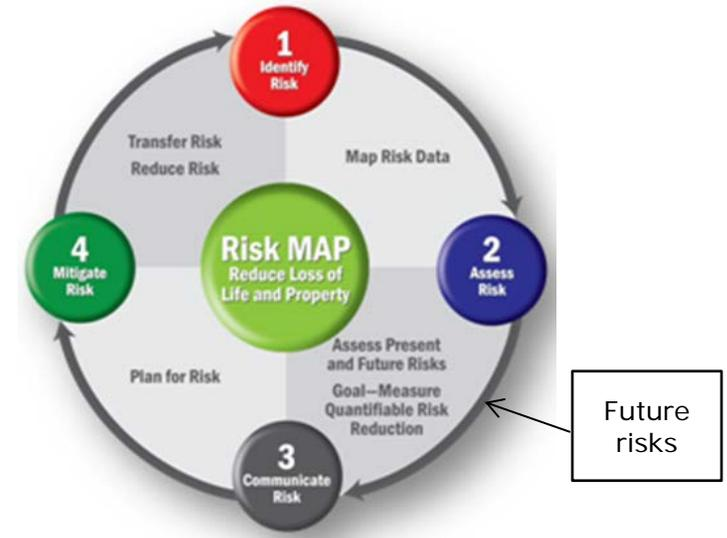 1
Identify
Risk
Transfer Risk
Reduce Risk
Map Risk Data
4
Mitigate
Risk
Risk MAP
Reduce Loss of
Life and Property
2
Assess
Risk
Plan for Risk
Assess Present
and Future Risks
Goal—Measure
Quantifiable Risk
Reduction
Future
risks
3
Communicate
Risk